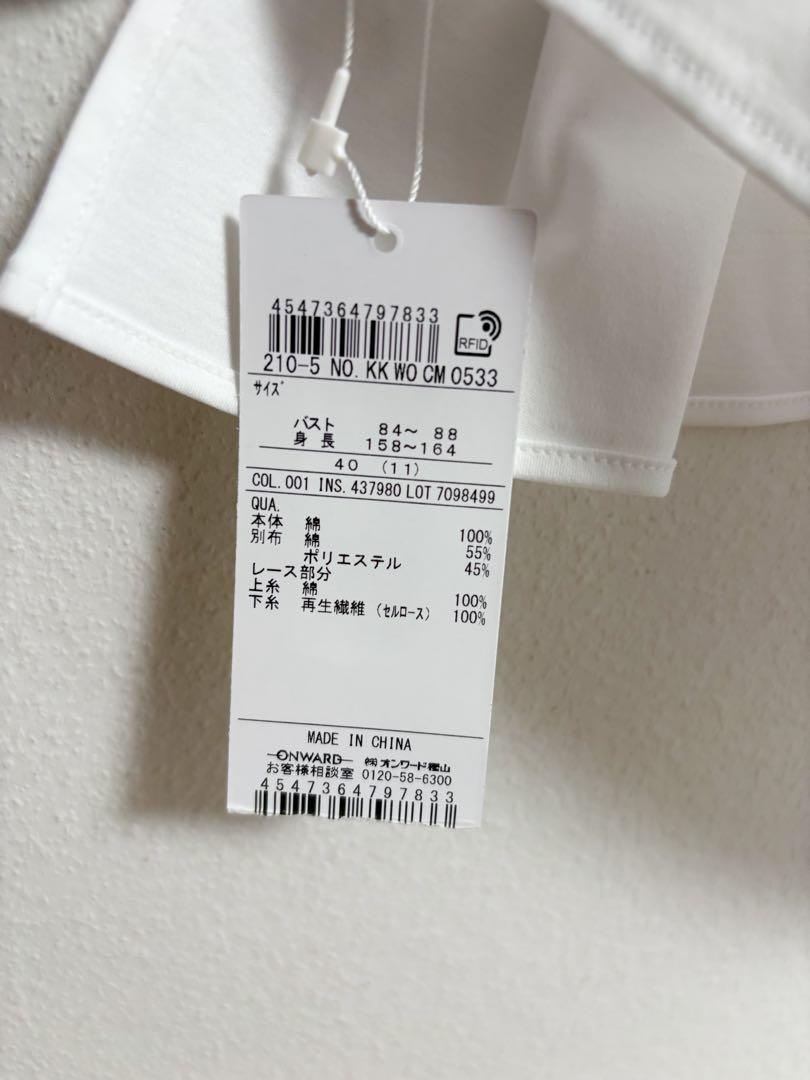 4547364797833
RFID
210-5 NO. KK WO CM 0533
サイズ
バスト 84～ 88
身 長 158～164
40 (11)
COL. 001 INS. 437980 LOT 7098499
QUA.
本体 綿 100%
別布 綿 55%
ポリエステル 45%
レース部分
上糸 綿 100%
下糸 再生繊維 (セルロース) 100%
MADE IN CHINA
ONWARD ㈱オンワード樫山
お客様相談室 0120-58-6300
4547364797833